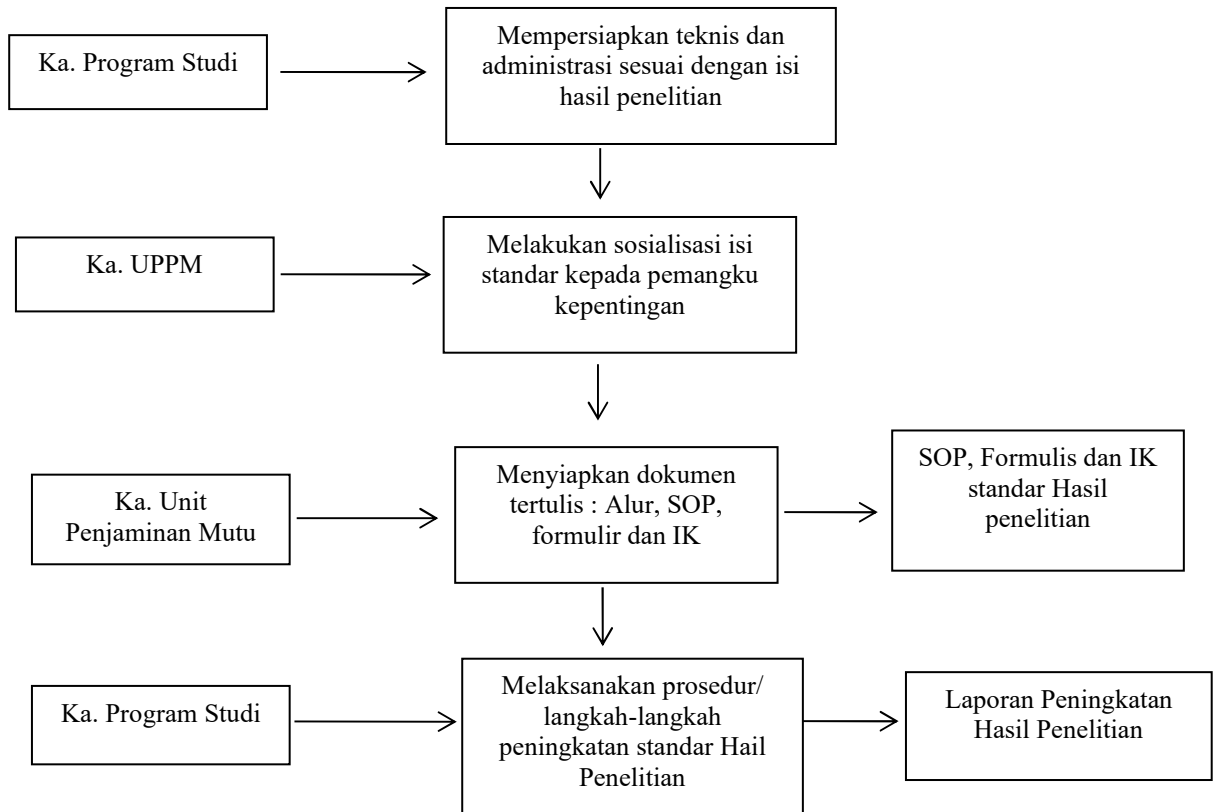 Ka. Program Studi
Mempersiapkan teknis dan
administrasi sesuai dengan isi
hasil penelitian
Ka. UPPM
Melakukan sosialisasi isi
standar kepada pemangku
kepentingan
Ka. Unit
Penjaminan Mutu
Menyiapkan dokumen
tertulis : Alur, SOP,
formulir dan IK
SOP, Formulis dan IK
standar Hasil
penelitian
Ka. Program Studi
Melaksanakan prosedur/
langkah-langkah
peningkatan standar Hail
Penelitian
Laporan Peningkatan
Hasil Penelitian